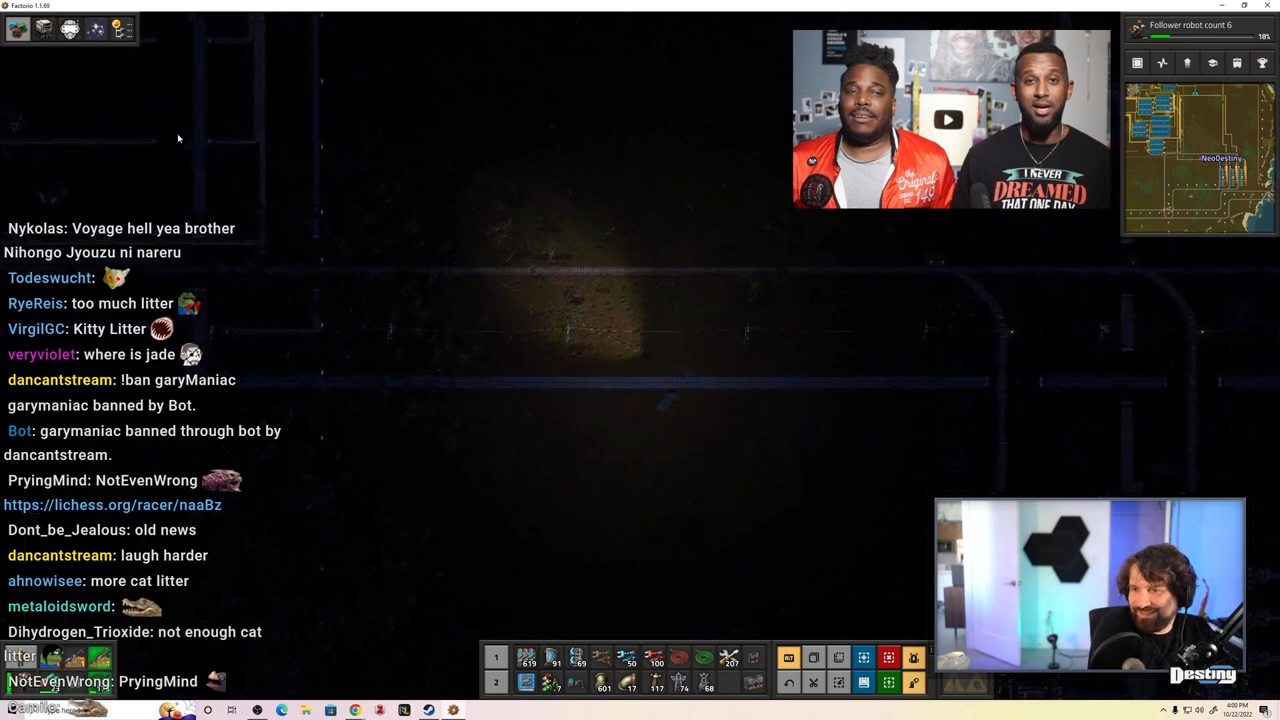 Factorio 1.1.69
Follower robot count 6
18%
NeoDestiny
the Original
I NEVER
DREAMED
THAT ONE DAY
Nykolas: Voyage hell yea brother
Nihongo Jyouzu ni nareru
Todeswucht:
RyeReis: too much litter
VirgilGC: Kitty Litter
veryviolet: where is jade
dancantstream: !ban garyManiac
garymaniac banned by Bot.
Bot: garymaniac banned through bot by
dancantstream.
PryingMind: NotEvenWrong
https://lichess.org/racer/naaBz
Dont_be_Jealous: old news
dancantstream: laugh harder
ahnowisee: more cat litter
metaloidsword:
Dihydrogen_Trioxide: not enough cat
litter
NotEvenWrong: PryingMind
1 619 91 69 50 100 207 ALT
2 7 601 17 117 74 68
Destiny
4:00 PM
10/22/2022